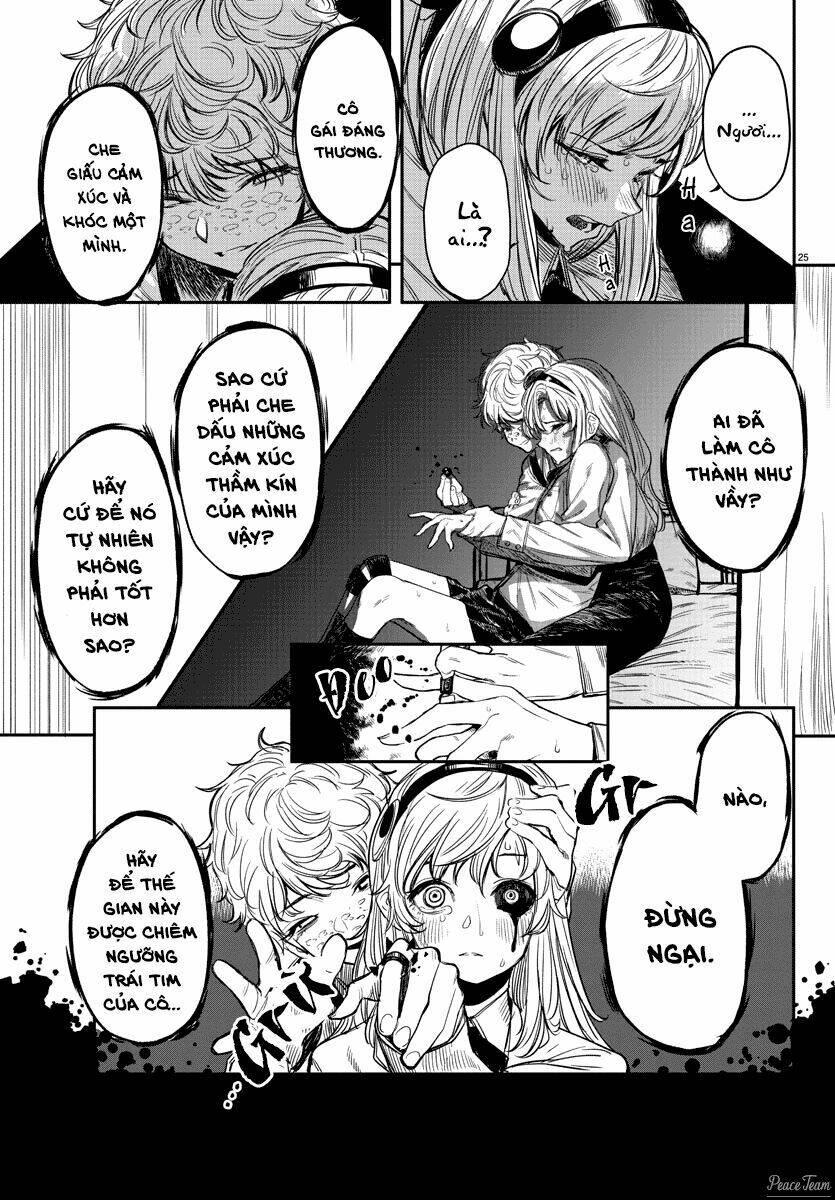 ...
Ngươi...
Là
ai...?
Ha
Ha
25
CÔ
GÁI ĐÁNG
THƯƠNG.
CHE
GIẤU CẢM
XÚC VÀ
KHÓC MỘT
MÌNH.
AI ĐÃ
LÀM CÔ
THÀNH NHƯ
VẦY?
SAO CỨ
PHẢI CHE
DẤU NHỮNG
CẢM XÚC
THẦM KÍN
CỦA MÌNH
VẬY?
HÃY
CỨ ĐỂ NÓ
TỰ NHIÊN
KHÔNG
PHẢI TỐT
HƠN
SAO?
Đoo
NÀO,
ĐỪNG
NGẠI.
Gr
HÃY
ĐỂ THẾ
GIAN NÀY
ĐƯỢC CHIÊM
NGƯỠNG
TRÁI TIM
CỦA CÔ...
Grừ...
Peace Team